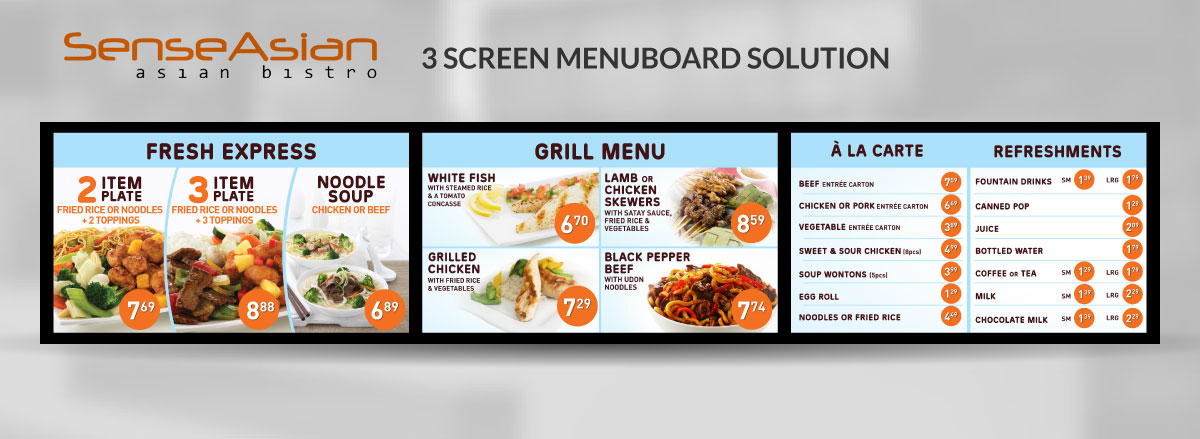 SenseAsian
asian bistro
3 SCREEN MENUBOARD SOLUTION
FRESH EXPRESS
2 ITEM PLATE
FRIED RICE OR NOODLES
+ 2 TOPPINGS
7 69
3 ITEM PLATE
FRIED RICE OR NOODLES
+ 3 TOPPINGS
8 88
NOODLE
SOUP
CHICKEN OR BEEF
6 89
GRILL MENU
WHITE FISH
WITH STEAMED RICE
& A TOMATO
CONCASSE
6 70
LAMB OR
CHICKEN
SKEWERS
WITH SATAY SAUCE,
FRIED RICE &
VEGETABLES
8 59
GRILLED
CHICKEN
WITH FRIED RICE
& VEGETABLES
7 29
BLACK PEPPER
BEEF
WITH UDON
NOODLES
7 74
À LA CARTE
BEEF ENTRÉE CARTON 7 59
CHICKEN OR PORK ENTRÉE CARTON 6 69
VEGETABLE ENTRÉE CARTON 3 89
SWEET & SOUR CHICKEN (8pcs) 4 99
SOUP WONTONS (5pcs) 3 99
EGG ROLL 1 29
NOODLES OR FRIED RICE 4 49
REFRESHMENTS
FOUNTAIN DRINKS SM 1 39 LRG 1 79
CANNED POP 1 29
JUICE 2 09
BOTTLED WATER 1 79
COFFEE OR TEA SM 1 29 LRG 1 79
MILK SM 1 39 LRG 2 29
CHOCOLATE MILK SM 1 39 LRG 2 29